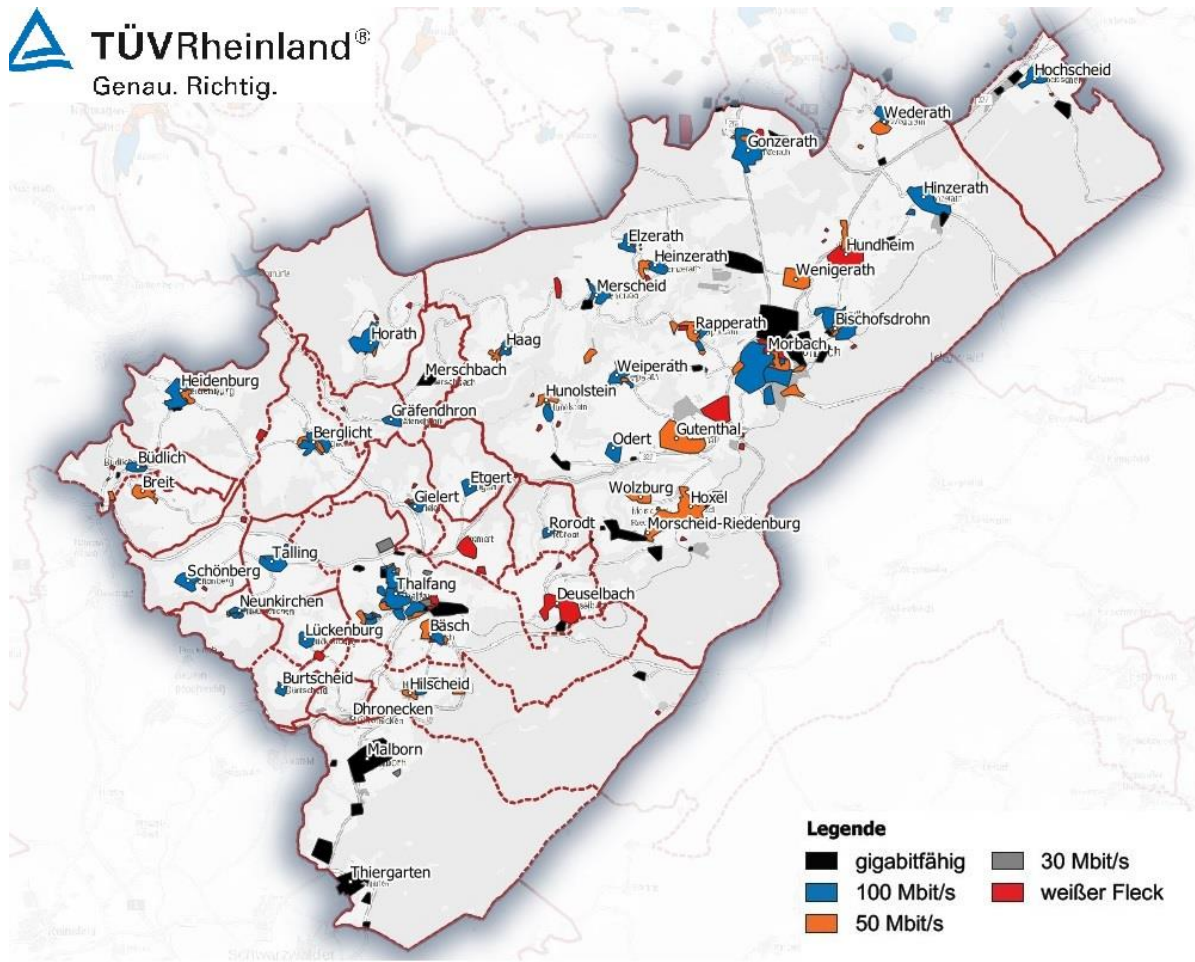 TÜVRheinland®
Genau. Richtig.
Hochscheid
Wederath
Gonzerath
Hinzerath
Elzerath
Hundheim
Heinzerath
Wenigerath
Merscheid
Bischofsdrohn
Rapperath
Horath
Haag
Morbach
Merschbach
Weiperath
Heidenburg
Hunolstein
Gräfendhron
Gutenthal
Berglicht
Odert
Büdlich
Etgert
Breit
Wolzburg
Gielert
Hoxel
Rorodt
Morscheid-Riedenburg
Talling
Schönberg
Thalfang
Deuselbach
Neunkirchen
Lückenburg
Bäsch
Burtscheid
Hilscheid
Dhronecken
Malborn
Thiergarten
Legende
gigabitfähig
30 Mbit/s
100 Mbit/s
weißer Fleck
50 Mbit/s